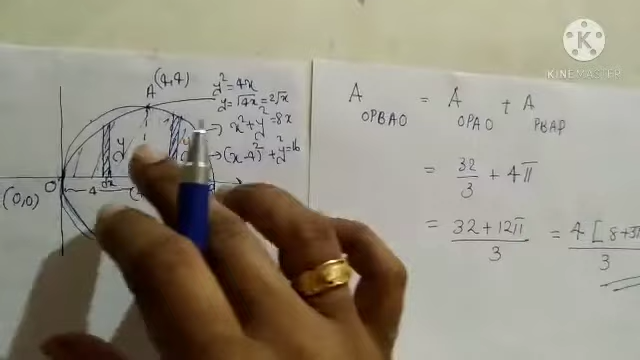 (4,4)
A
y² = 4x
y = √4x = 2√x
x² + y² = 8x
(x-4)² + y² = 16
y
O
4
dx
(0,0)
A OPBAO = A OPAO + A PBAP
= 32/3 + 4π
= 32 + 12π / 3 = 4 [ 8 + 3π / 3
K
KINEMASTER